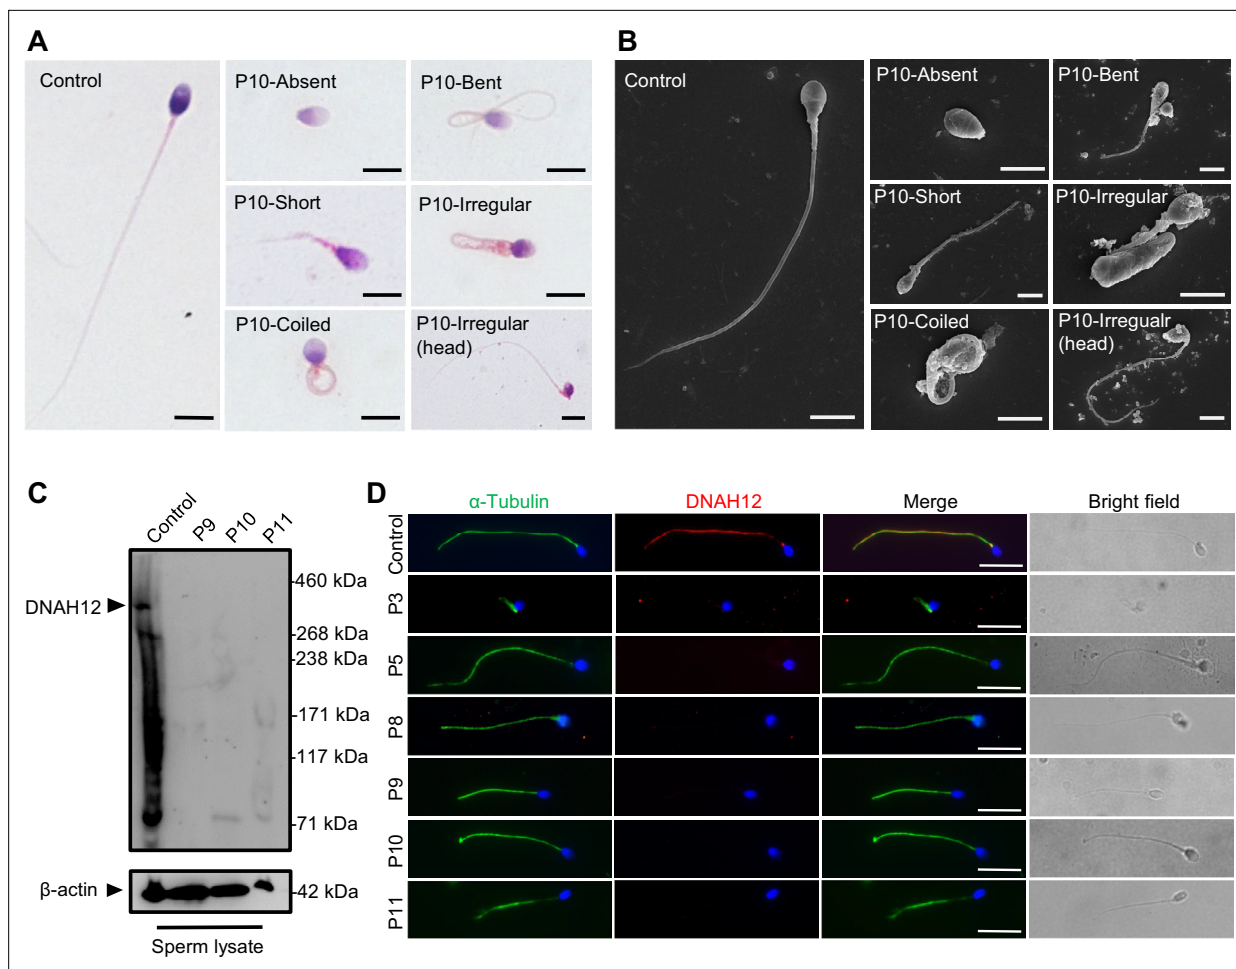 A
Control
P10-Absent
P10-Bent
P10-Short
P10-Irregular
P10-Coiled
P10-Irregular
(head)
B
Control
P10-Absent
P10-Bent
P10-Short
P10-Irregular
P10-Coiled
P10-Irregualr
(head)
C
Control
P9
P10
P11
DNAH12
-460 kDa
-268 kDa
-238 kDa
-171 kDa
-117 kDa
-71 kDa
β-actin
-42 kDa
Sperm lysate
D
α-Tubulin
DNAH12
Merge
Bright field
Control
P3
P5
P8
P9
P10
P11